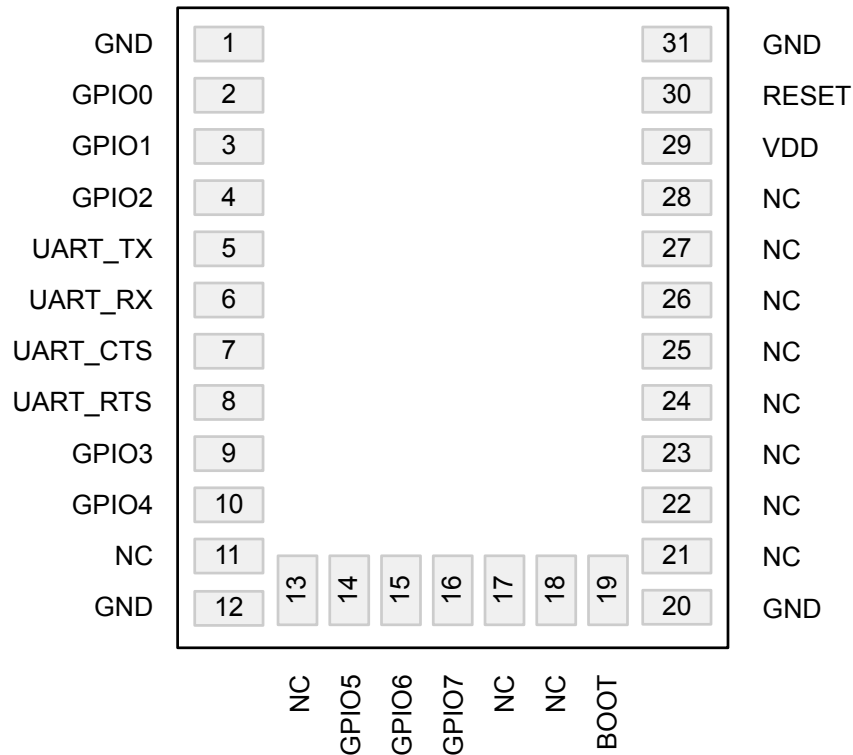 GND 1 31 GND
GPIO0 2 30 RESET
GPIO1 3 29 VDD
GPIO2 4 28 NC
UART_TX 5 27 NC
UART_RX 6 26 NC
UART_CTS 7 25 NC
UART_RTS 8 24 NC
GPIO3 9 23 NC
GPIO4 10 22 NC
NC 11 21 NC
GND 12 20 GND
13 14 15 16 17 18 19
NC GPIO5 GPIO6 GPIO7 NC NC BOOT